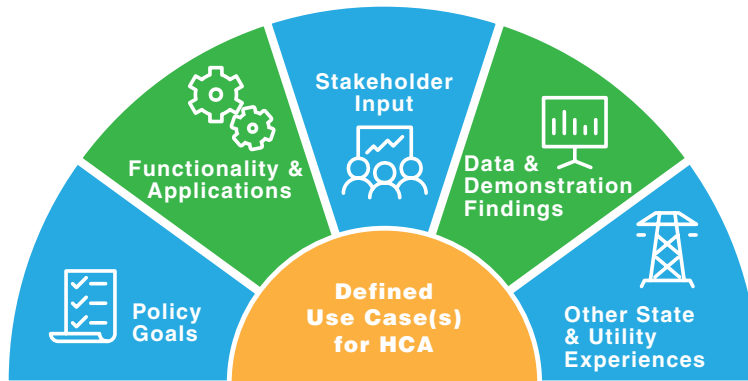 Policy
Goals
Functionality &
Applications
Stakeholder
Input
Data &
Demonstration
Findings
Other State
& Utility
Experiences
Defined
Use Case(s)
for HCA